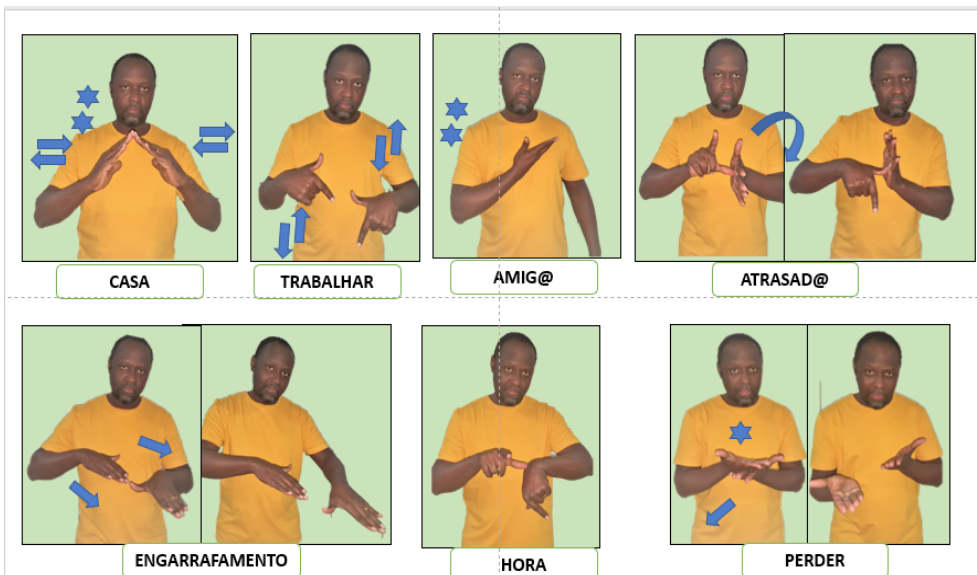 CASA
TRABALHAR
AMIG@
ATRASAD@
ENGARRAFAMENTO
HORA
PERDER